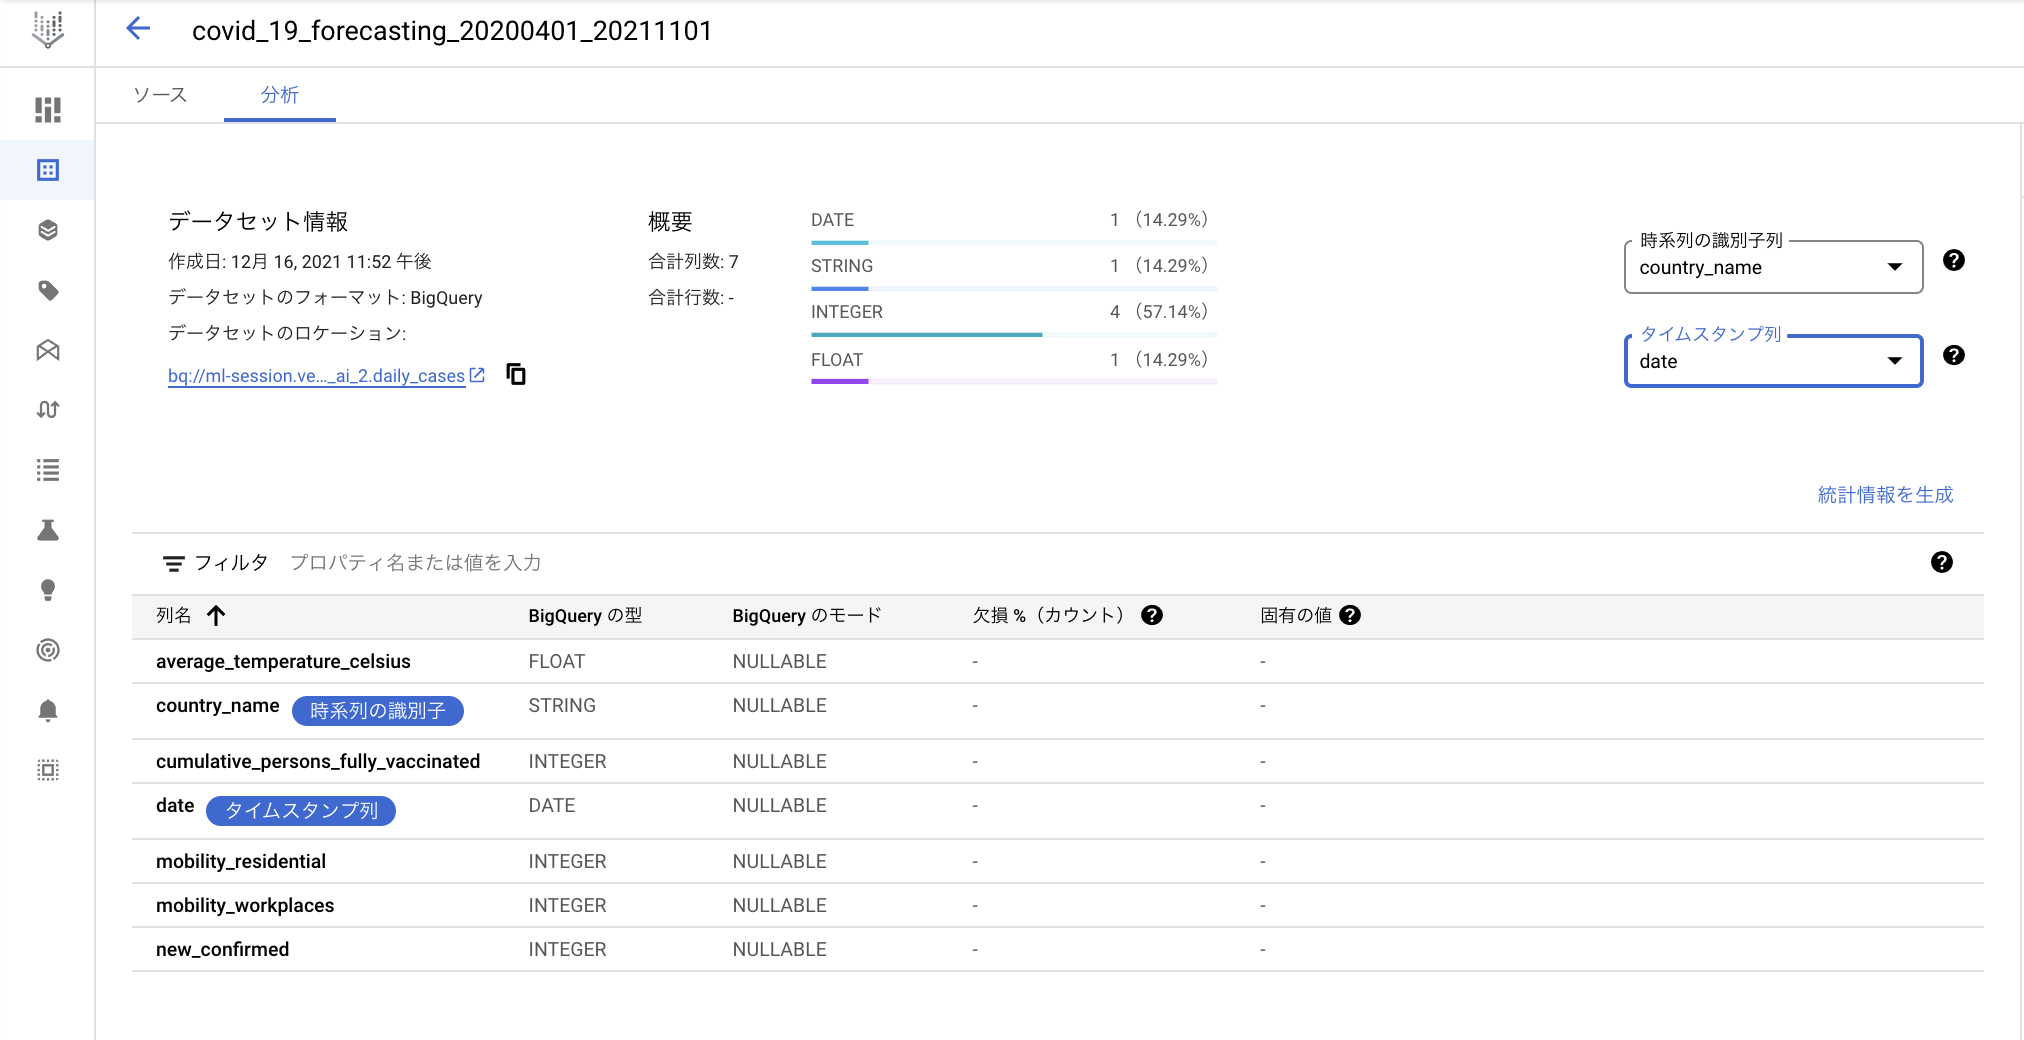 covid_19_forecasting_20200401_20211101
ソース
分析
データセット情報
作成日: 12月 16, 2021 11:52 午後
データセットのフォーマット: BigQuery
データセットのロケーション:
bq://ml-session.ve..._ai_2.daily_cases
概要
合計列数: 7
合計行数: -
DATE 1 （14.29%）
STRING 1 （14.29%）
INTEGER 4 （57.14%）
FLOAT 1 （14.29%）
時系列の識別子列
country_name
タイムスタンプ列
date
統計情報を生成
フィルタ プロパティ名または値を入力
列名 BigQuery の型 BigQuery のモード 欠損 %（カウント） 固有の値
average_temperature_celsius FLOAT NULLABLE - -
country_name 時系列の識別子 STRING NULLABLE - -
cumulative_persons_fully_vaccinated INTEGER NULLABLE - -
date タイムスタンプ列 DATE NULLABLE - -
mobility_residential INTEGER NULLABLE - -
mobility_workplaces INTEGER NULLABLE - -
new_confirmed INTEGER NULLABLE - -